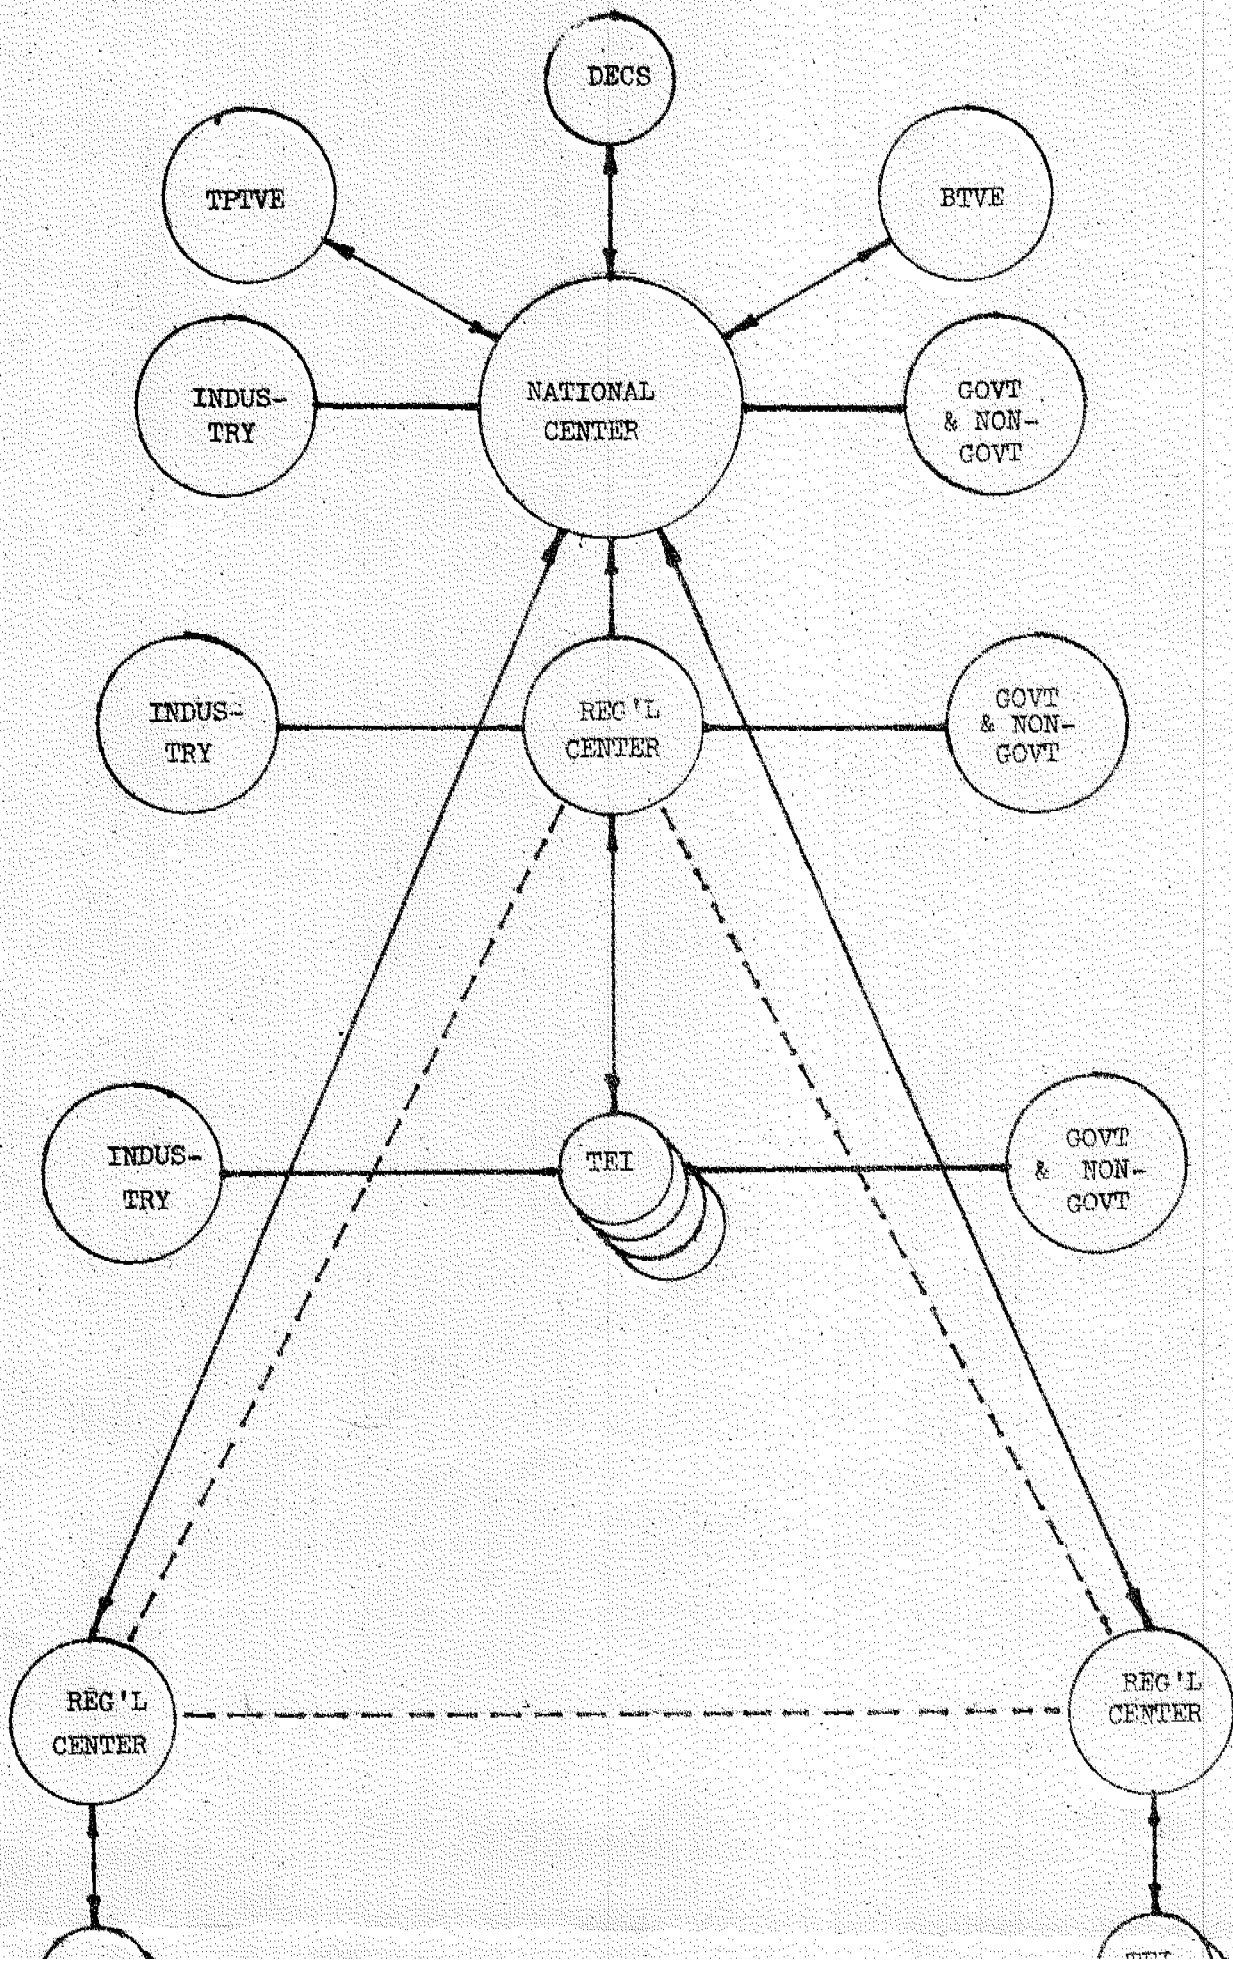 DECS
TPTVE
BTVE
INDUS-
TRY
NATIONAL
CENTER
GOVT
& NON-
GOVT
INDUS-
TRY
REG'L
CENTER
GOVT
& NON-
GOVT
INDUS-
TRY
TEI
GOVT
& NON-
GOVT
REG'L
CENTER
REG'L
CENTER